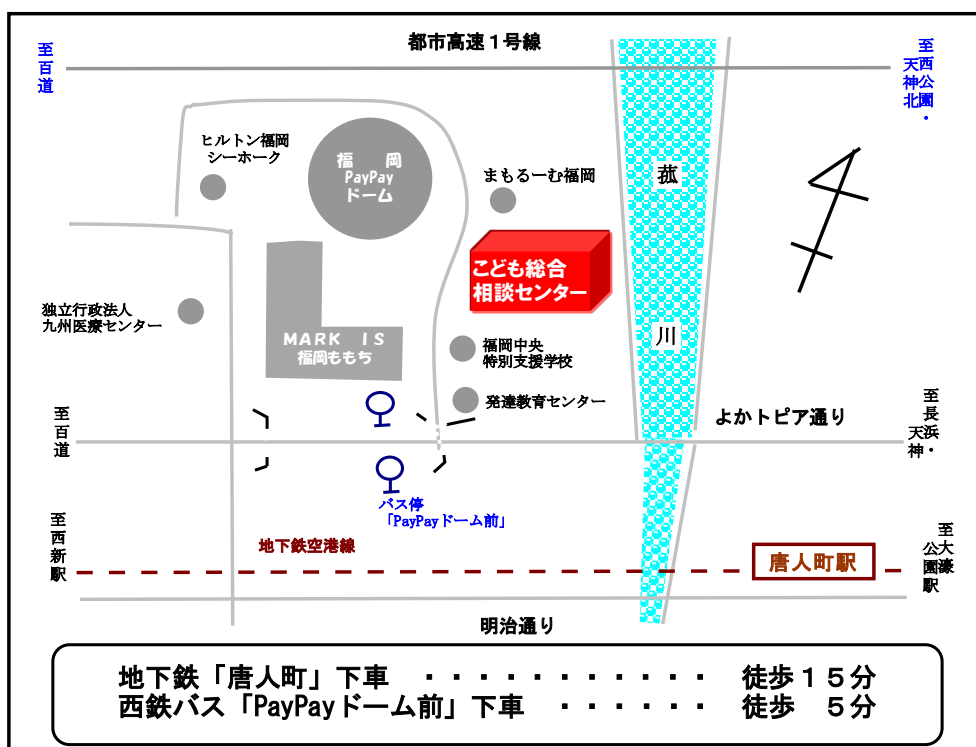 都市高速1号線
至百道
至西公園・
天神北
ヒルトン福岡
シーホーク
福　岡
PayPay
ドーム
まもるーむ福岡
菰
川
こども総合
相談センター
独立行政法人
九州医療センター
MARK　IS
福岡ももち
福岡中央
特別支援学校
発達教育センター
至百道
よかトピア通り
至長浜・
天神
バス停
「PayPayドーム前」
至西新駅
地下鉄空港線
唐人町駅
至大濠
公園駅
明治通り
地下鉄「唐人町」下車　・・・・・・・・・・・・　徒歩１５分
西鉄バス「PayPayドーム前」下車　・・・・・・　徒歩　５分